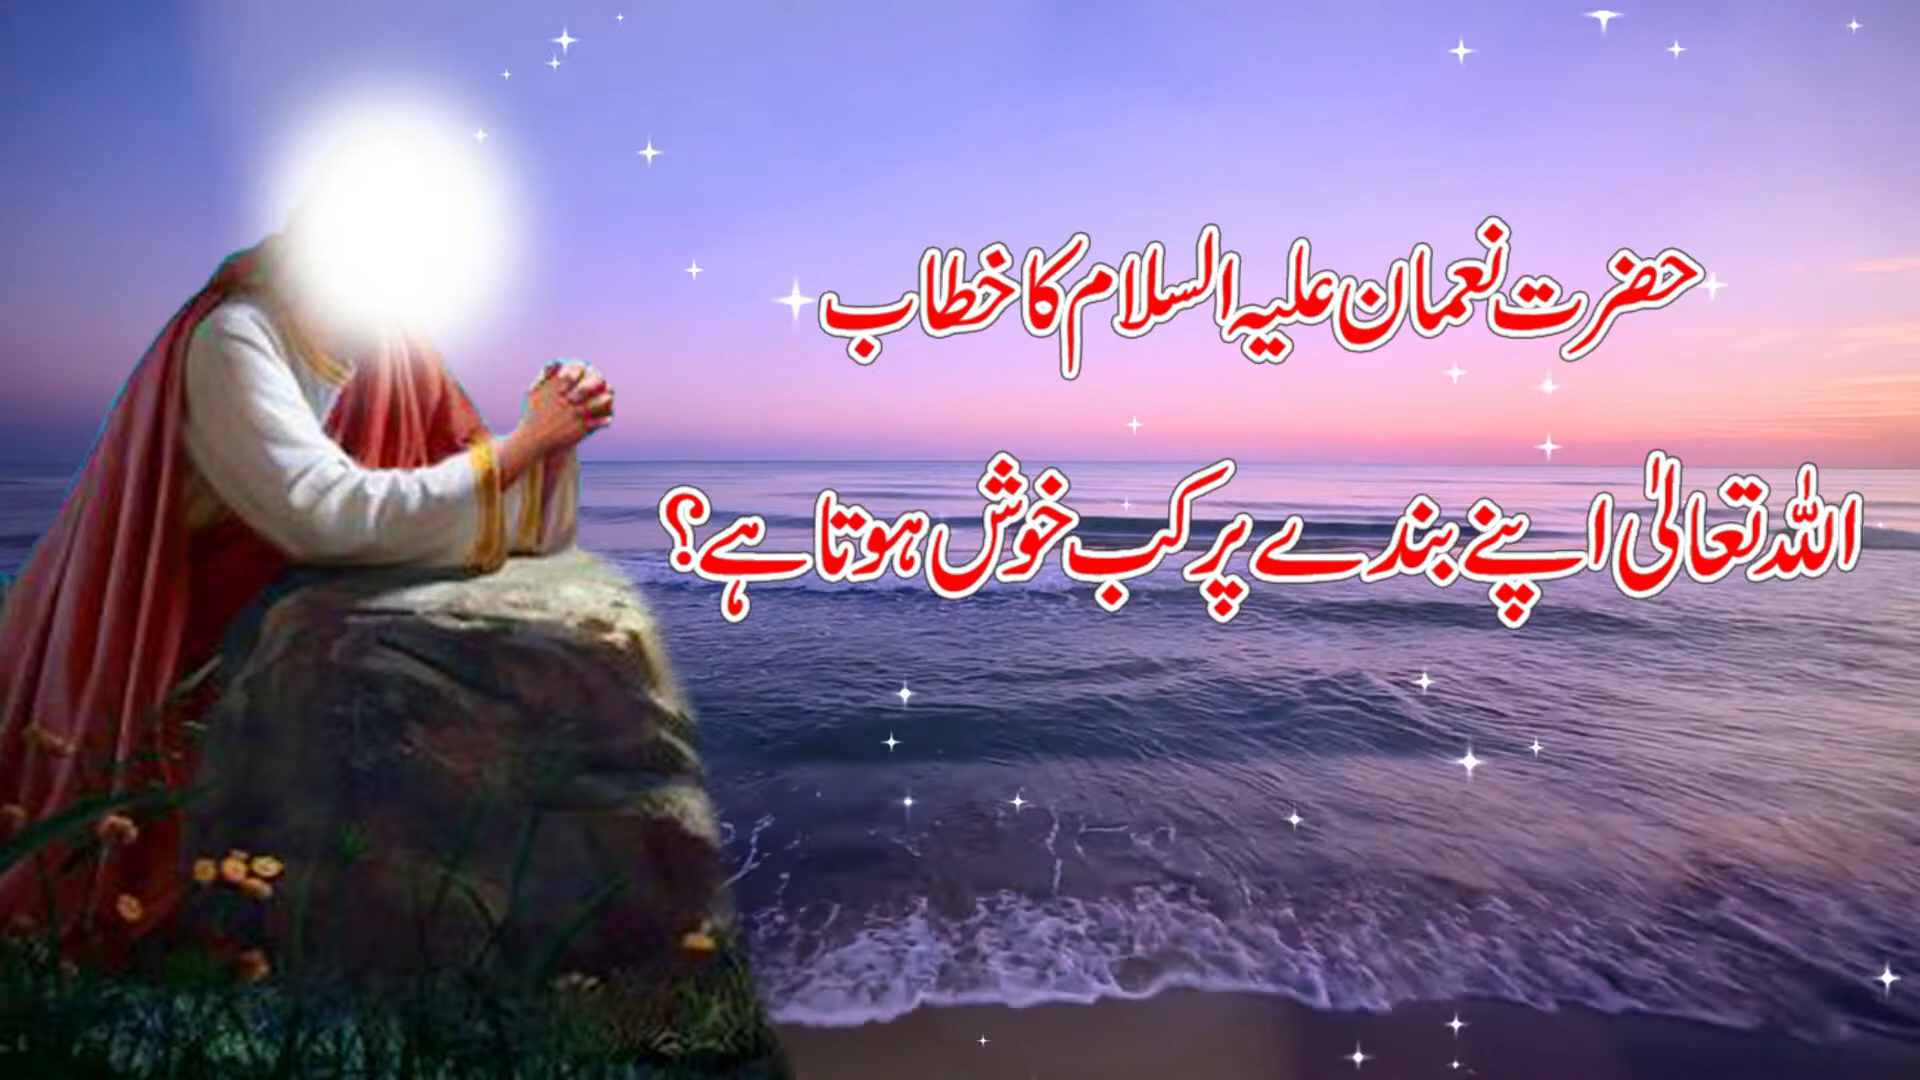 حضرت نعمان علیہ السلام کا خطاب
اللہ تعالیٰ اپنے بندے پر کب خوش ہوتا ہے؟